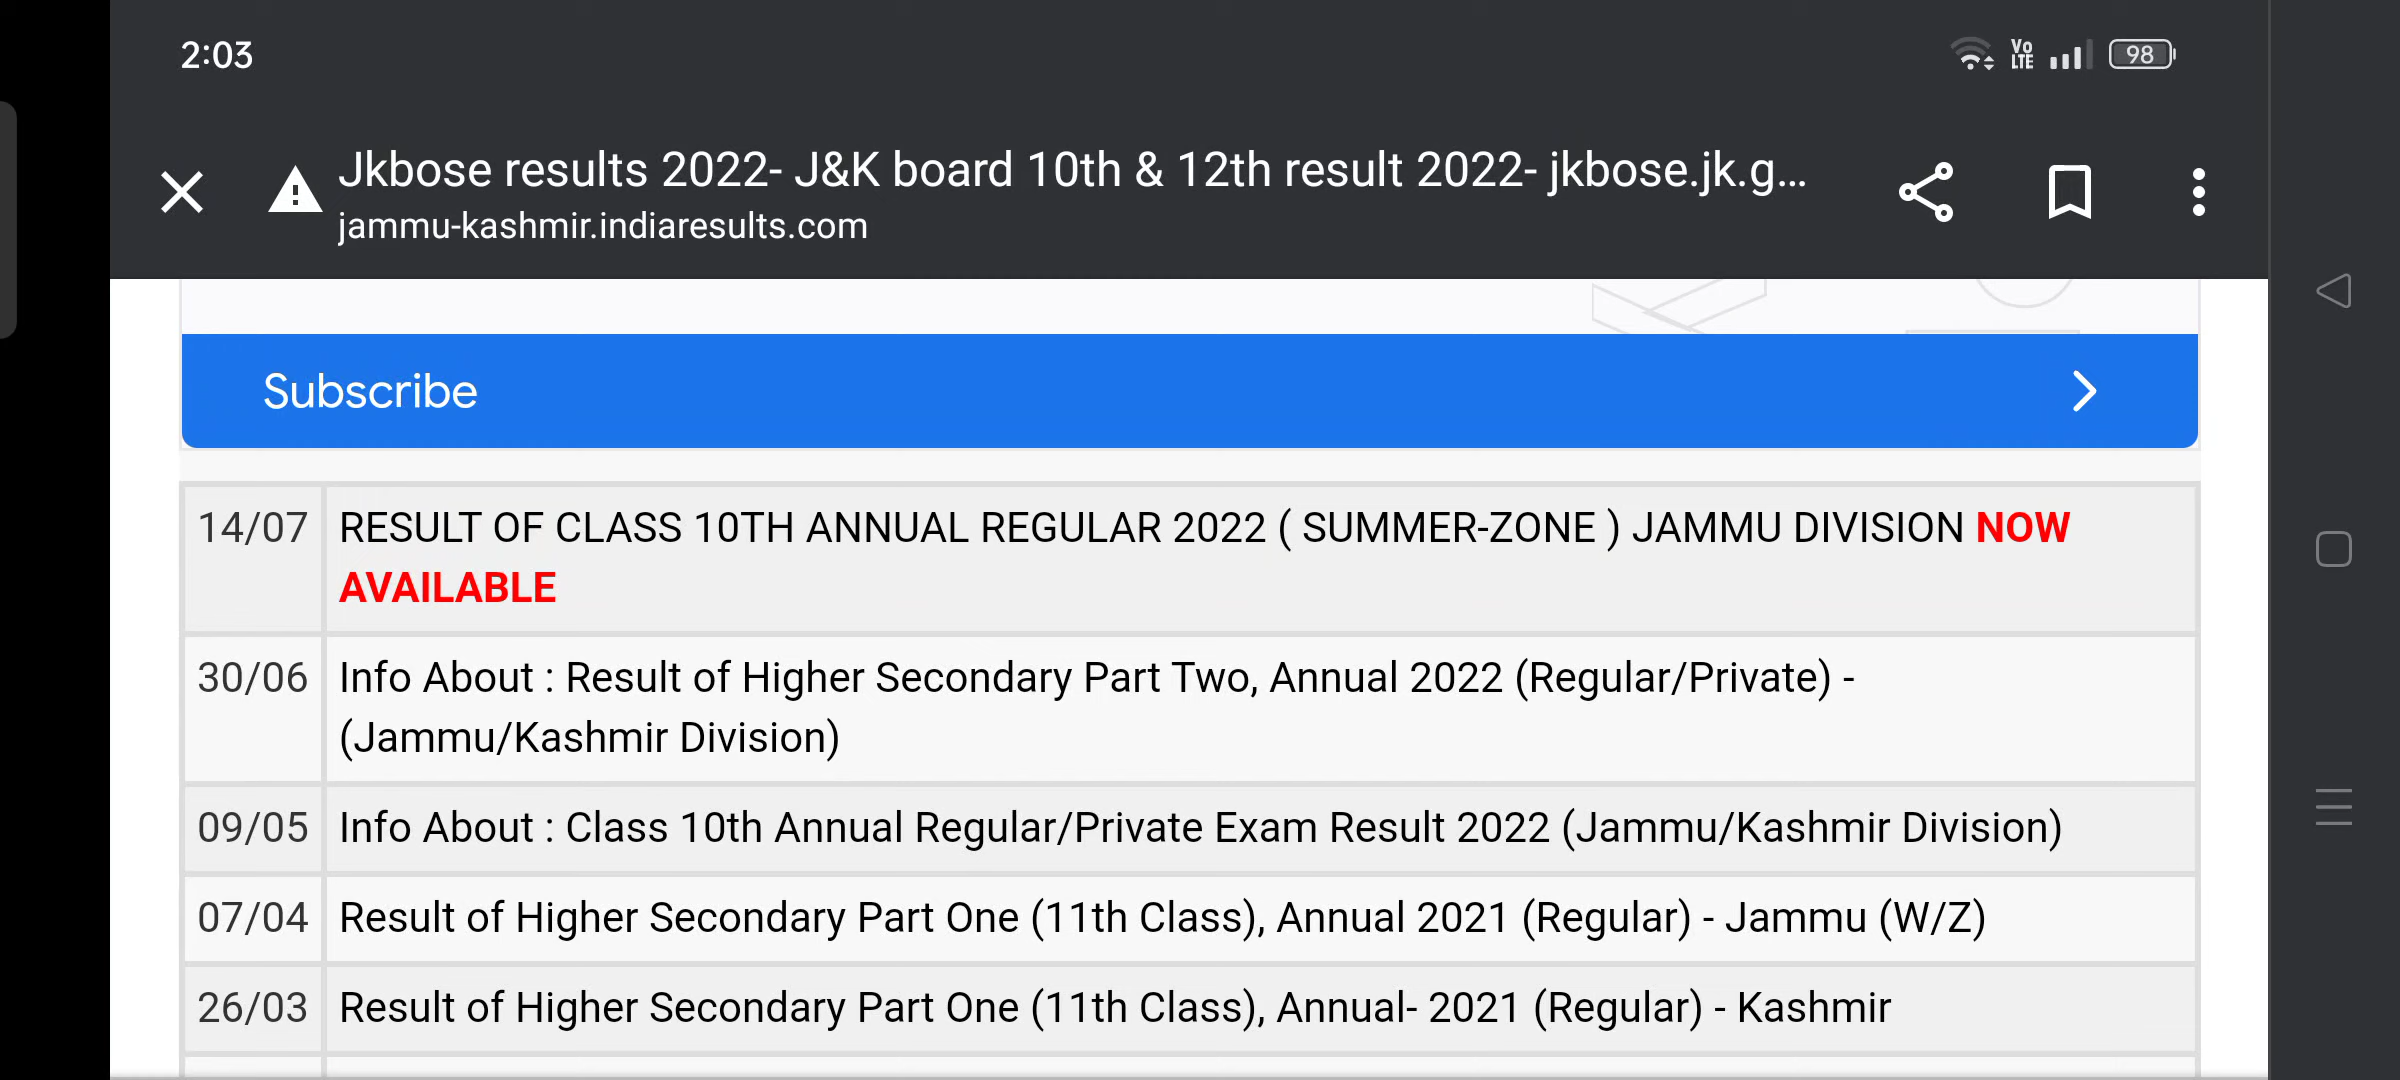 2:03
Vo
LTE
98
Jkbose results 2022- J&K board 10th & 12th result 2022- jkbose.jk.g...
jammu-kashmir.indiaresults.com
Subscribe
14/07 RESULT OF CLASS 10TH ANNUAL REGULAR 2022 ( SUMMER-ZONE ) JAMMU DIVISION NOW
AVAILABLE
30/06 Info About : Result of Higher Secondary Part Two, Annual 2022 (Regular/Private) -
(Jammu/Kashmir Division)
09/05 Info About : Class 10th Annual Regular/Private Exam Result 2022 (Jammu/Kashmir Division)
07/04 Result of Higher Secondary Part One (11th Class), Annual 2021 (Regular) - Jammu (W/Z)
26/03 Result of Higher Secondary Part One (11th Class), Annual- 2021 (Regular) - Kashmir